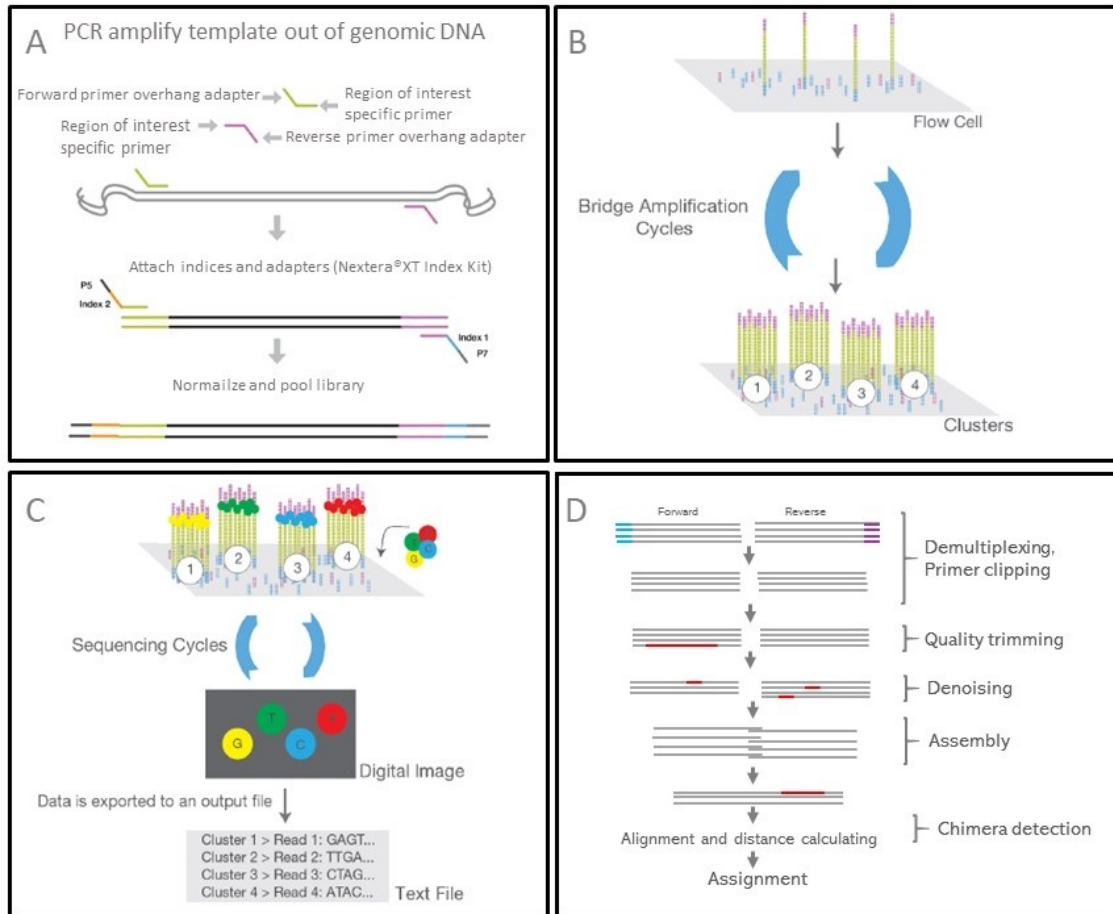 A
PCR amplify template out of genomic DNA
Forward primer overhang adapter
Region of interest
specific primer
Region of interest
specific primer
Reverse primer overhang adapter
Attach indices and adapters (Nextera®XT Index Kit)
P5
Index 2
Index 1
P7
Normailze and pool library
B
Flow Cell
Bridge Amplification
Cycles
1
2
3
4
Clusters
C
1
2
3
4
T
C
G
Sequencing Cycles
G
T
C
Digital Image
Data is exported to an output file
Cluster 1 > Read 1: GAGT...
Cluster 2 > Read 2: TTGA...
Cluster 3 > Read 3: CTAG...
Cluster 4 > Read 4: ATAC...
Text File
D
Forward
Reverse
Demultiplexing,
Primer clipping
Quality trimming
Denoising
Assembly
Chimera detection
Alignment and distance calculating
Assignment